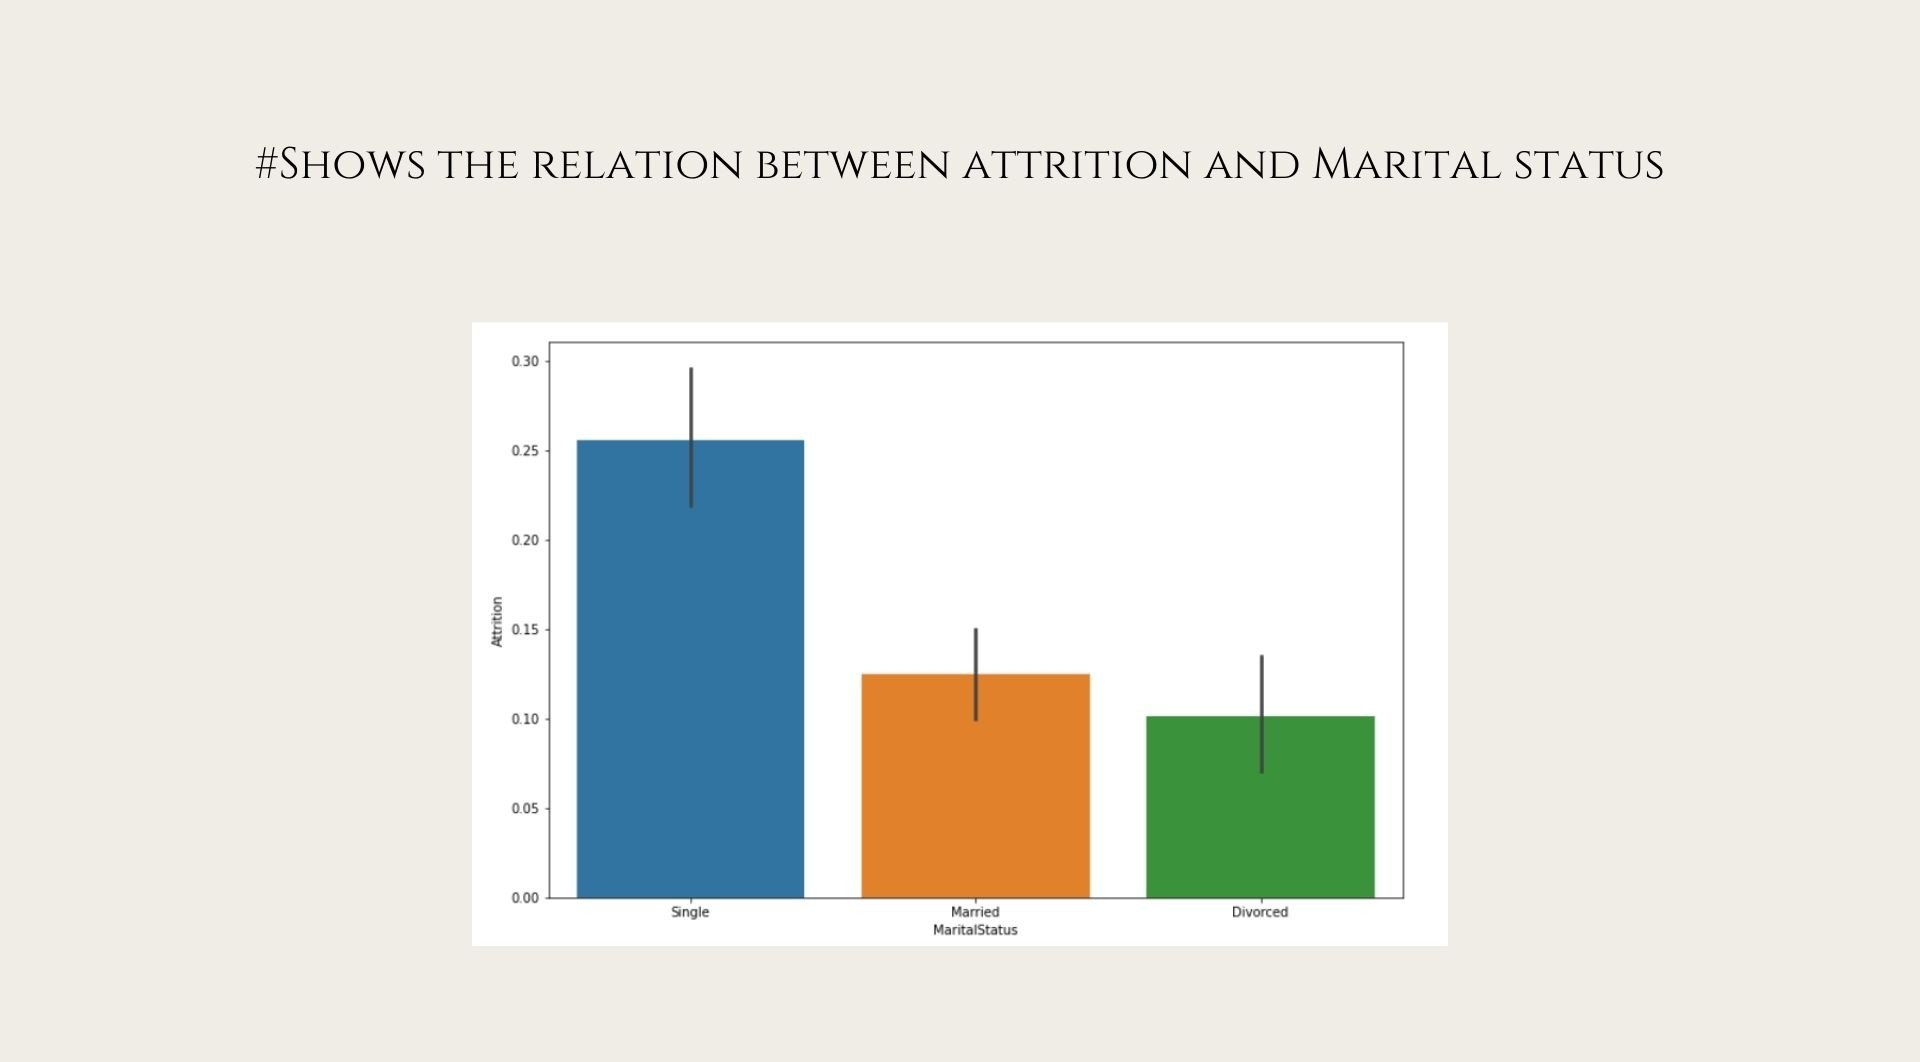 #Shows the relation between attrition and Marital status
0.30
0.25
0.20
0.15
0.10
0.05
0.00
Attrition
Single Married Divorced
MaritalStatus